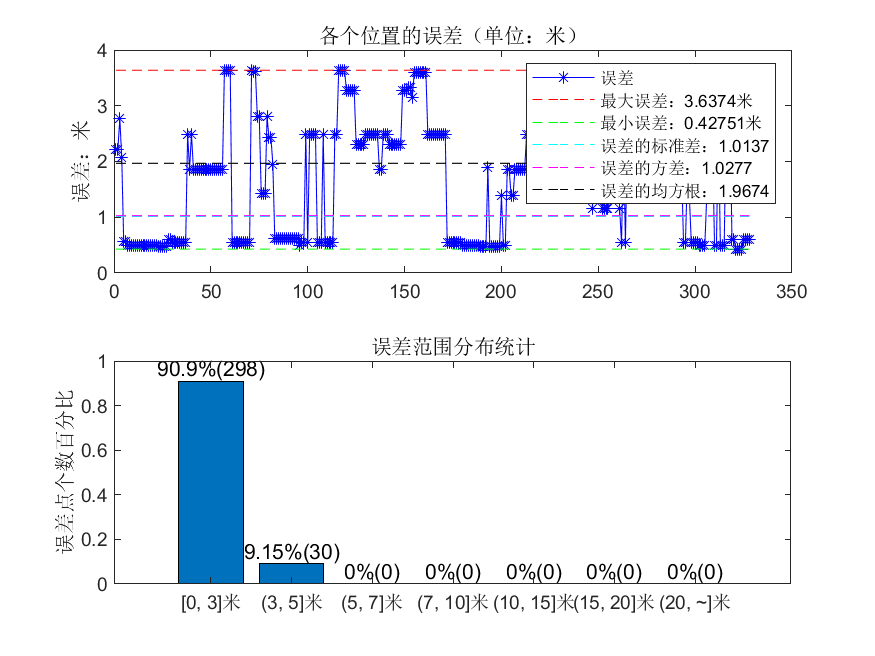 各个位置的误差（单位：米）
误差：米
4
3
2
1
0
0 50 100 150 200 250 300 350
误差
最大误差：3.6374米
最小误差：0.42751米
误差的标准差：1.0137
误差的方差：1.0277
误差的均方根：1.9674
误差范围分布统计
误差点个数百分比
1
0.8
0.6
0.4
0.2
0
90.9%(298)
9.15%(30)
0%(0) 0%(0) 0%(0) 0%(0) 0%(0)
[0, 3]米 (3, 5]米 (5, 7]米 (7, 10]米 (10, 15]米 (15, 20]米 (20, ~]米